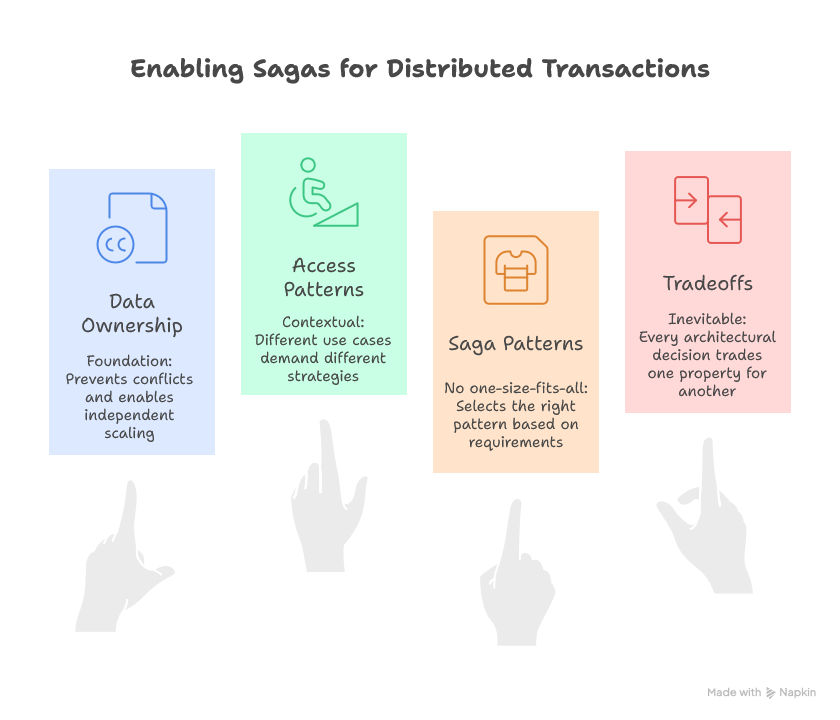 Enabling Sagas for Distributed Transactions
CC
Data
Ownership
Foundation:
Prevents conflicts
and enables
independent
scaling
Access
Patterns
Contextual:
Different use cases
demand different
strategies
Saga Patterns
No one-size-fits-all:
Selects the right
pattern based on
requirements
Tradeoffs
Inevitable:
Every architectural
decision trades
one property for
another
Made with Napkin